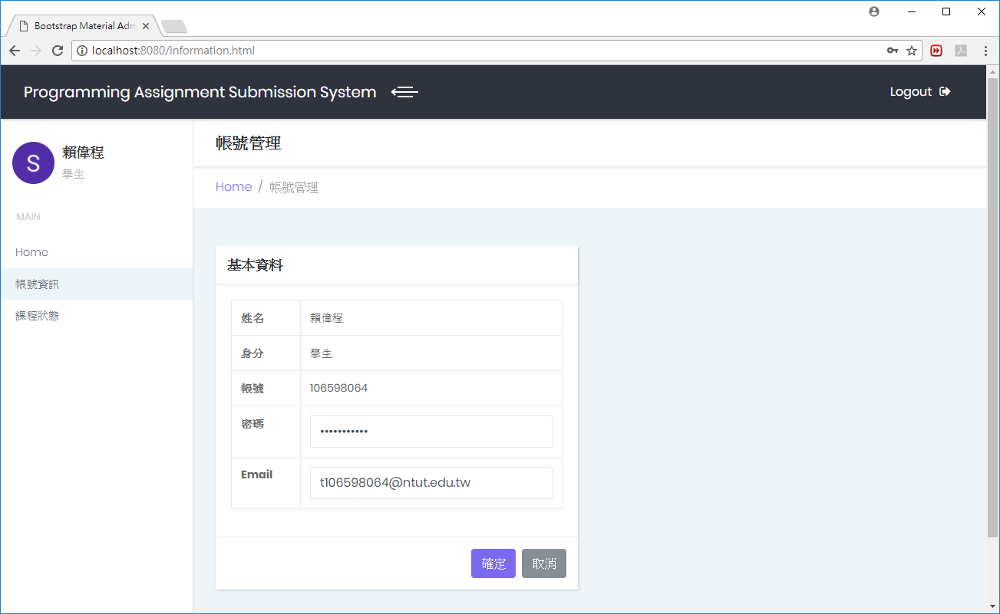 Bootstrap Material Adm
localhost:8080/information.html
Programming Assignment Submission System
Logout
S
賴偉程
學生
MAIN
Home
帳號資訊
課程狀態
帳號管理
Home / 帳號管理
基本資料
姓名 賴偉程
身分 學生
帳號 106598064
密碼 •••••••••••
Email t106598064@ntut.edu.tw
確定 取消